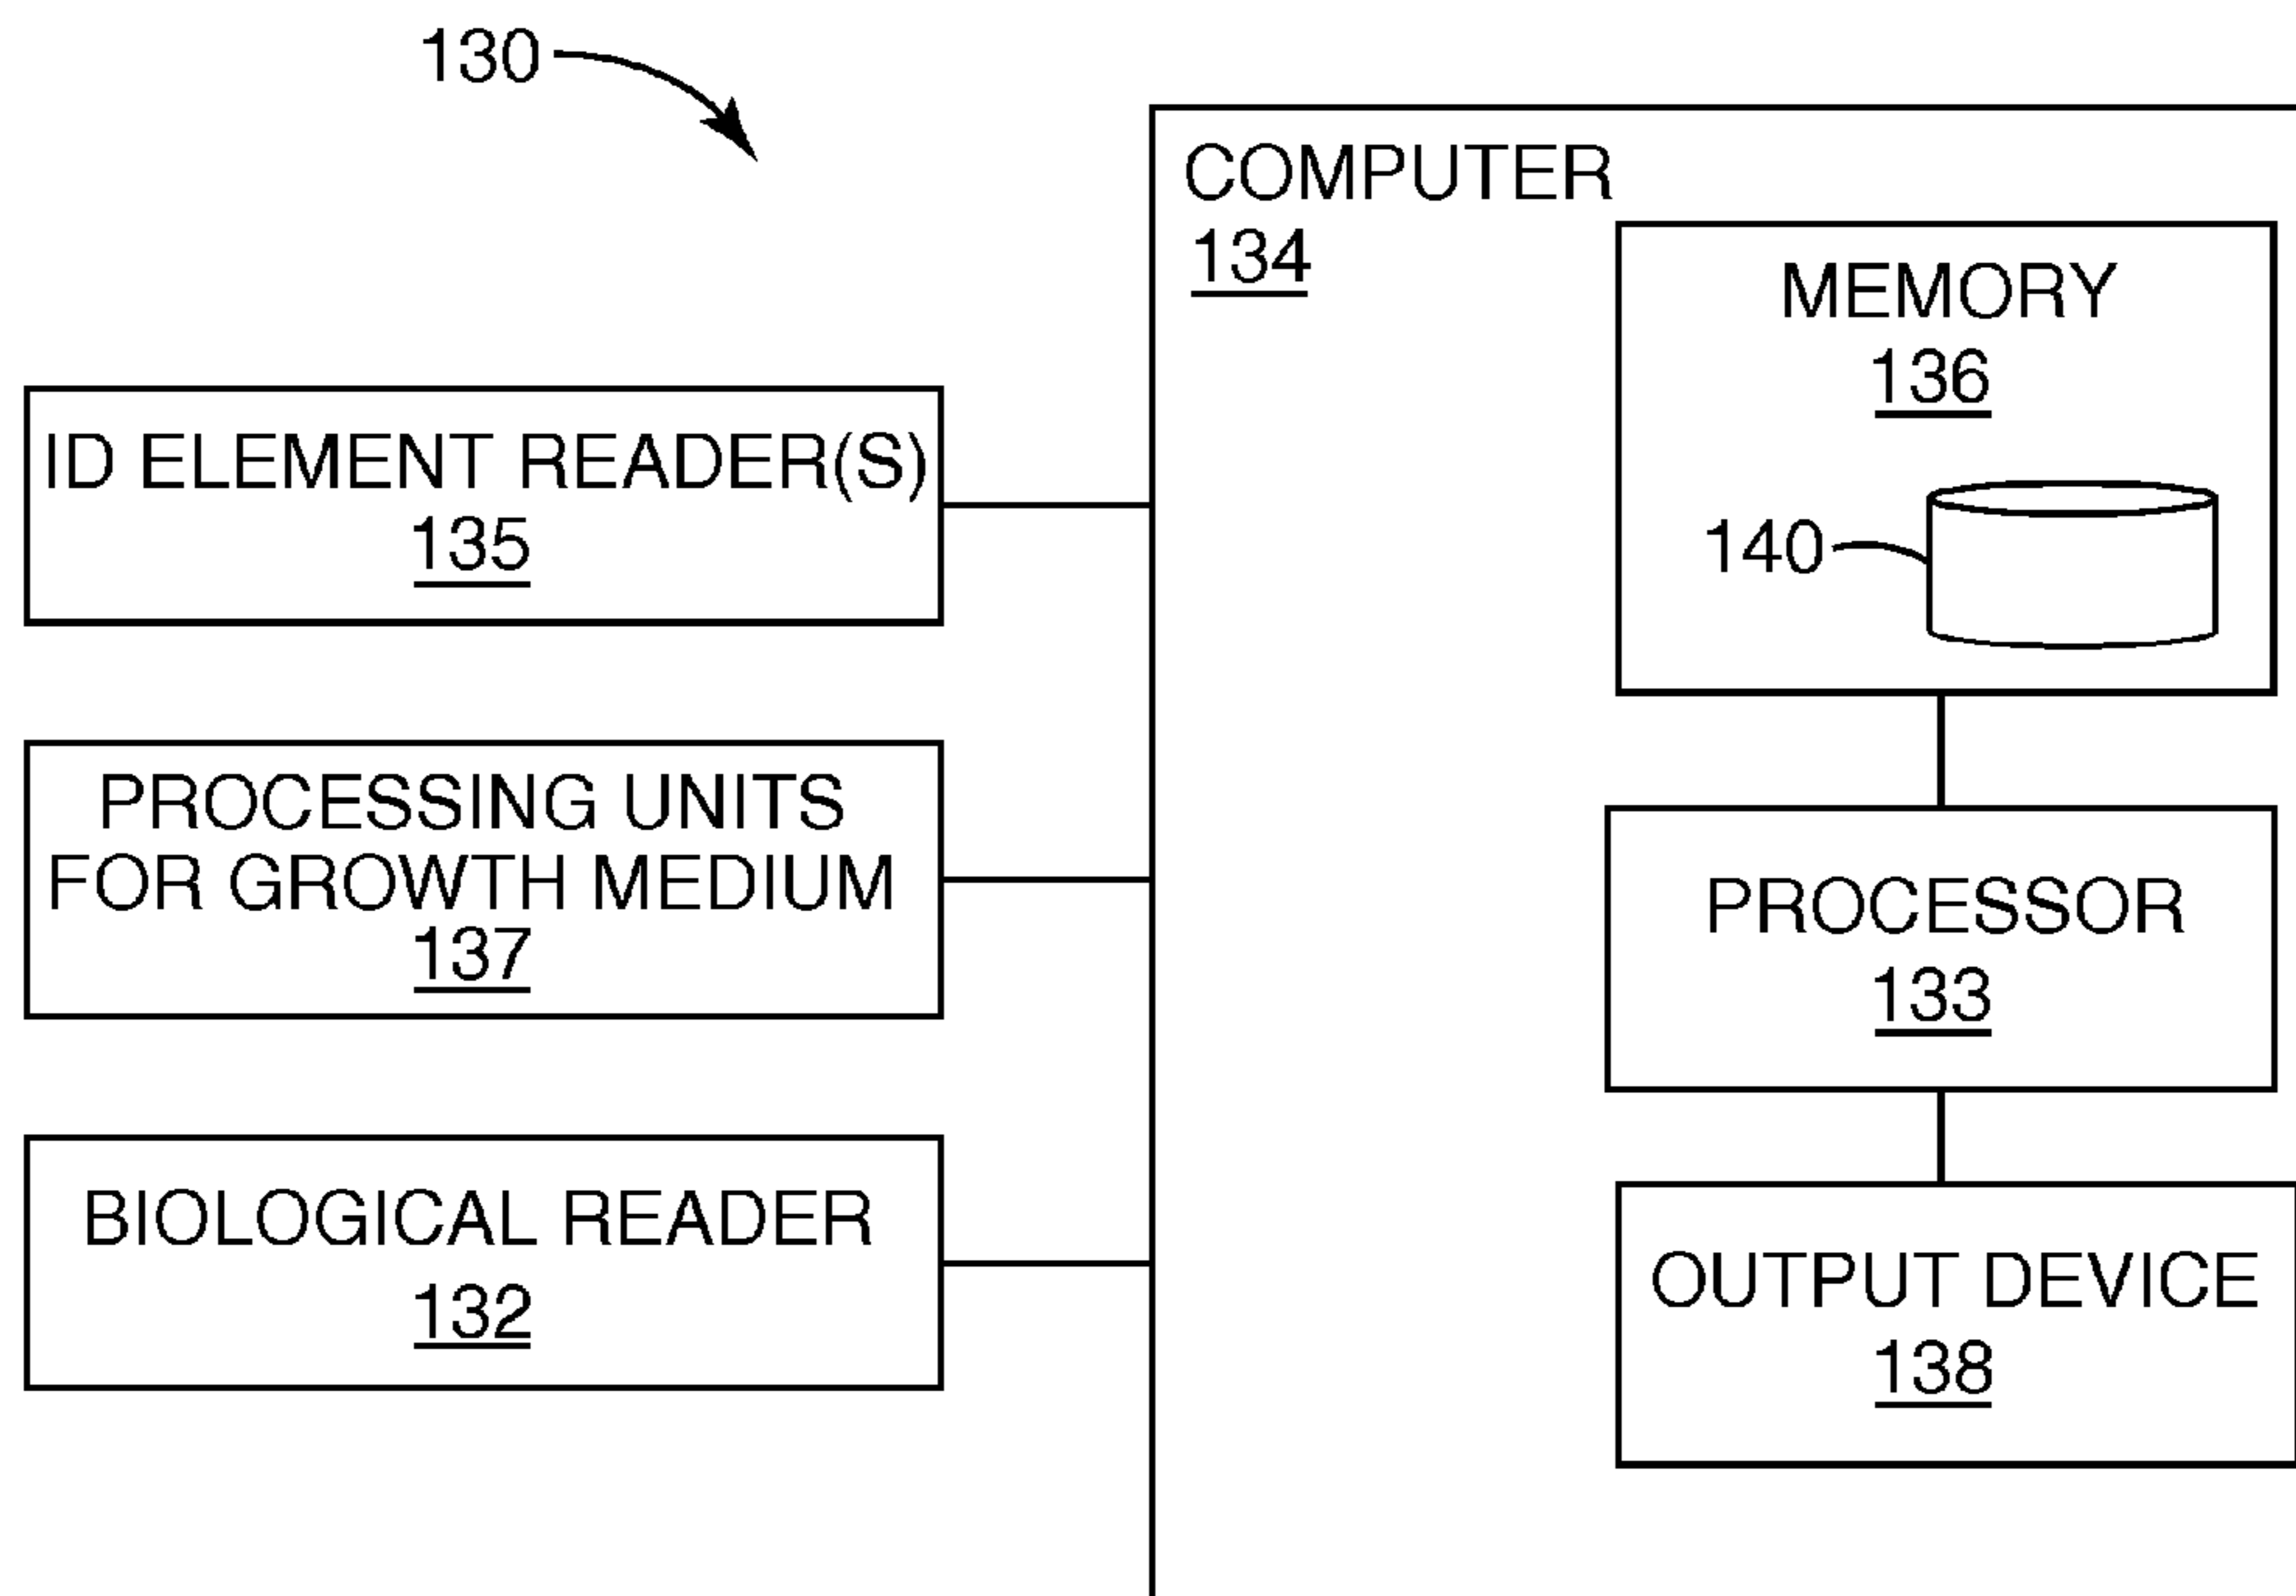 130
COMPUTER
134
MEMORY
136
140
ID ELEMENT READER(S)
135
PROCESSING UNITS
FOR GROWTH MEDIUM
137
PROCESSOR
133
BIOLOGICAL READER
132
OUTPUT DEVICE
138